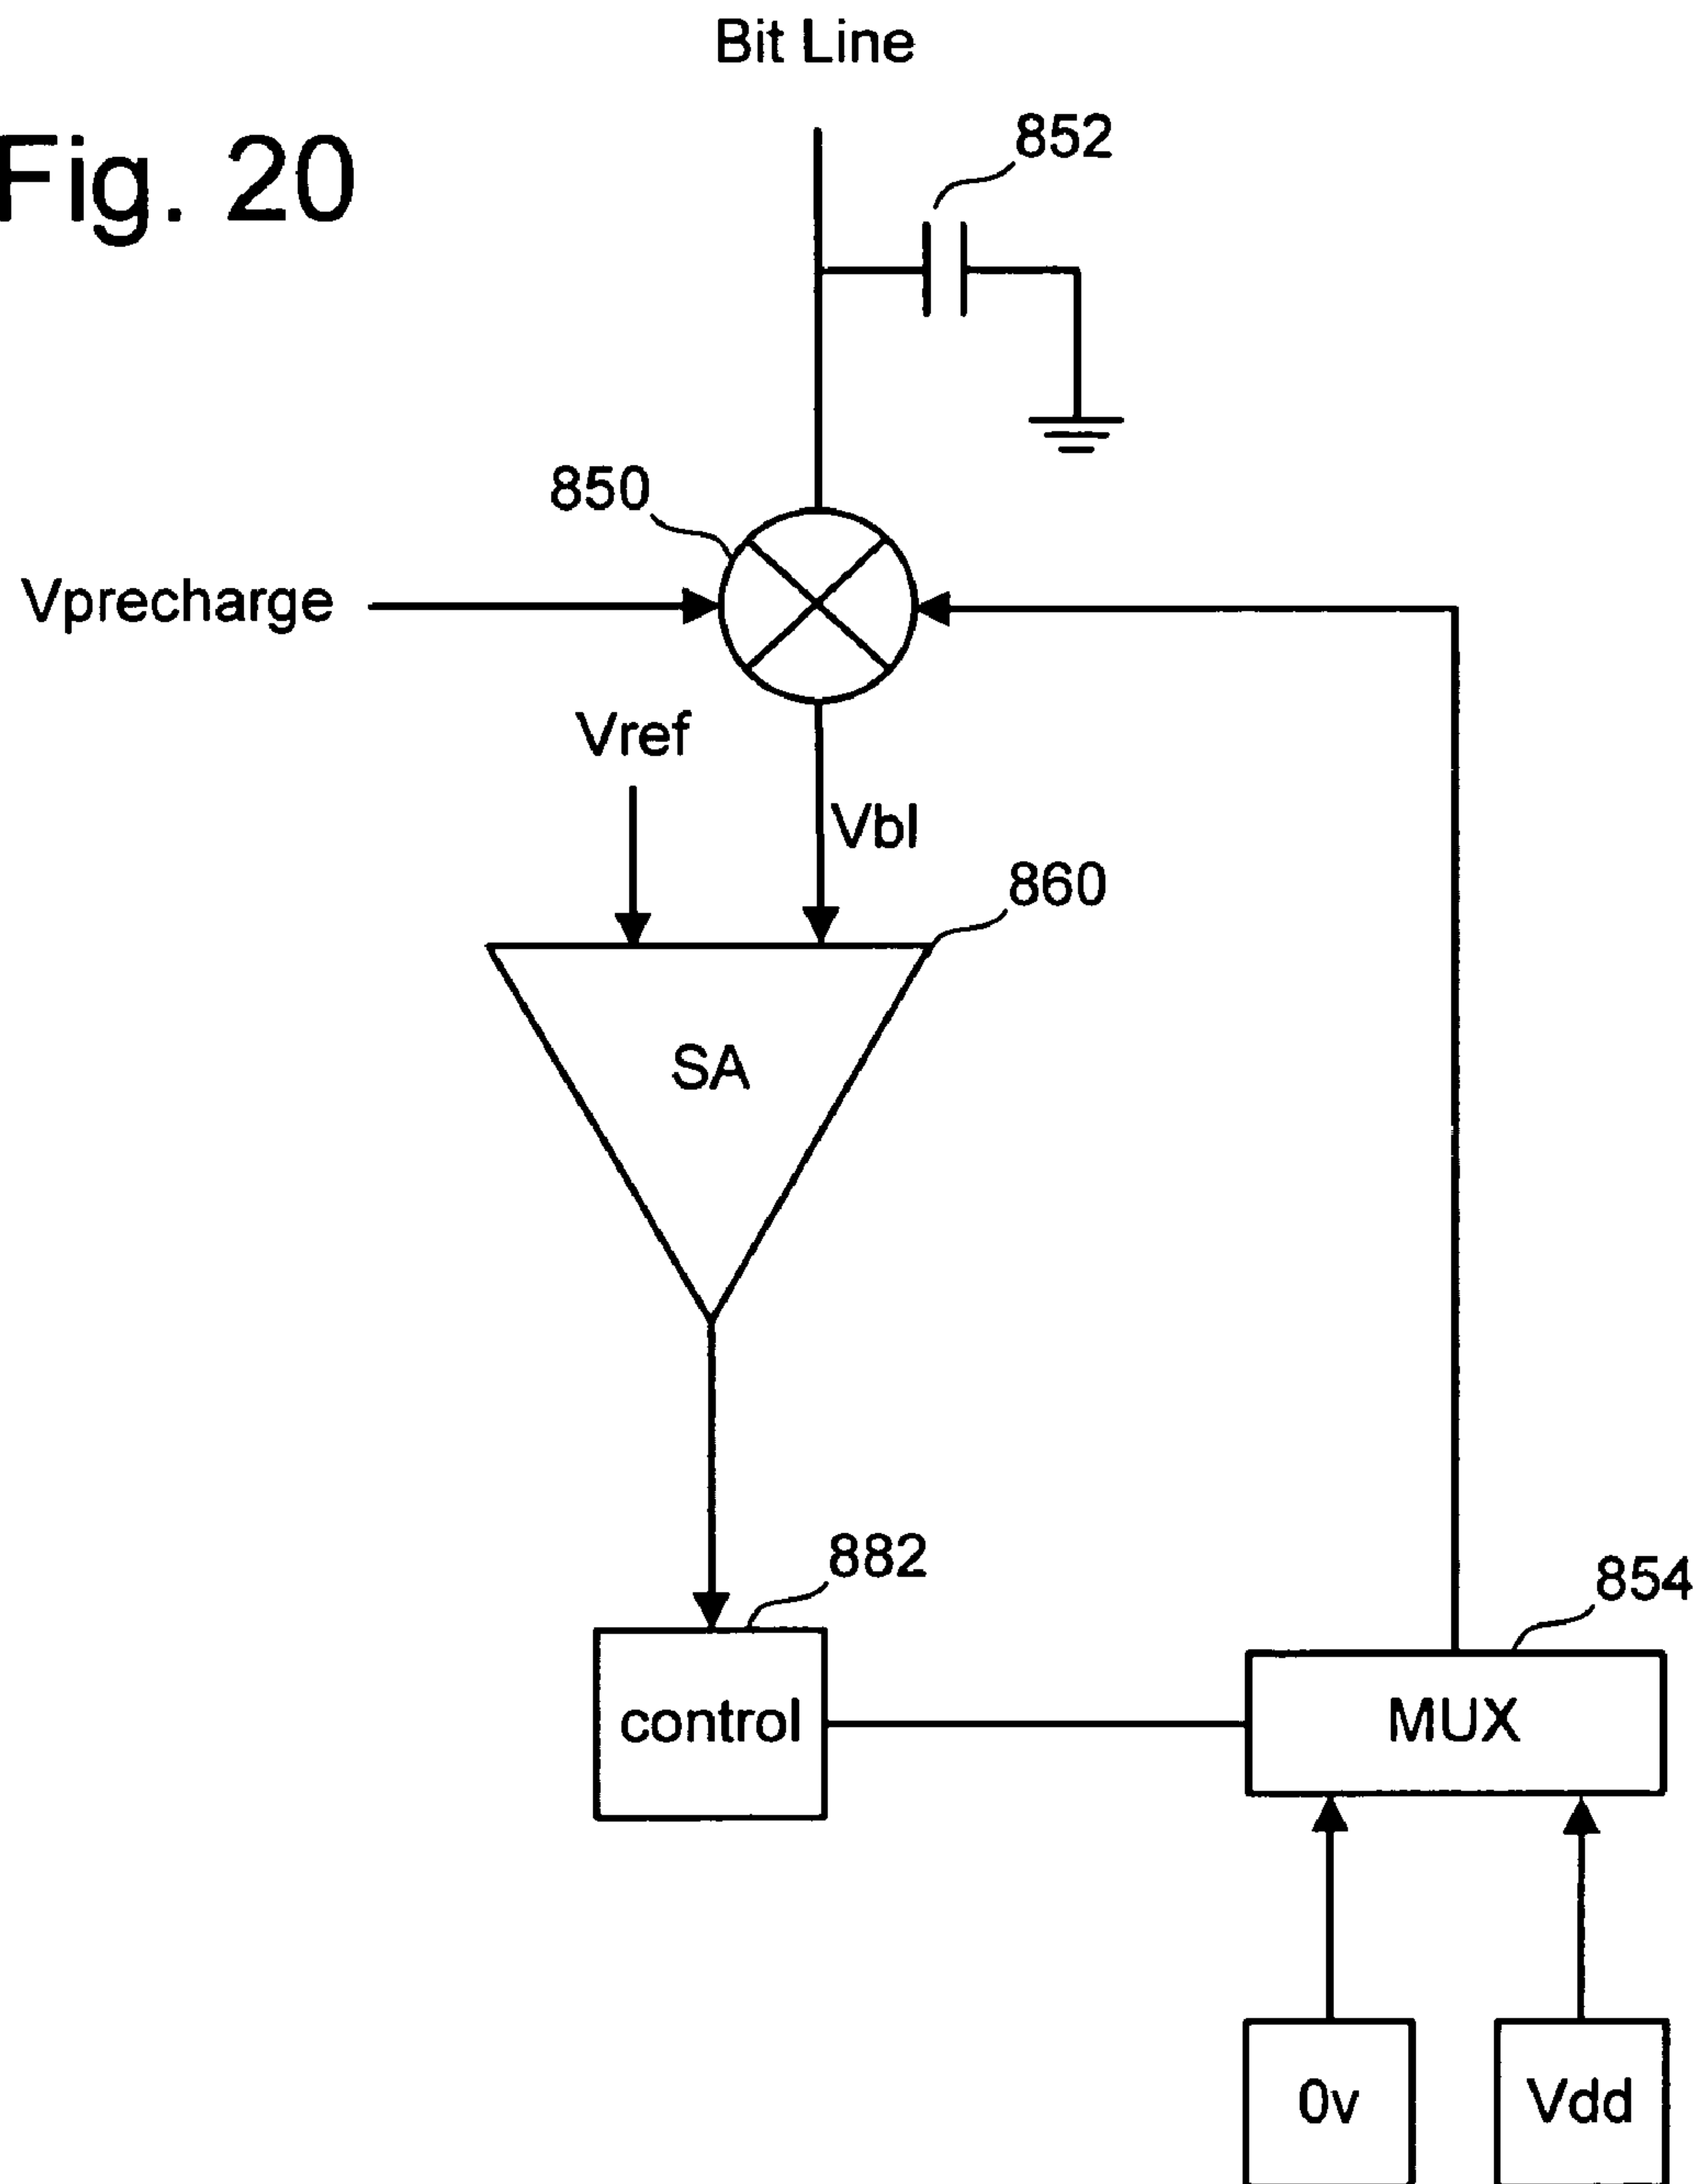 Bit Line
Fig. 20
852
850
Vprecharge
Vref
Vbl
860
SA
882
854
control
MUX
0v
Vdd